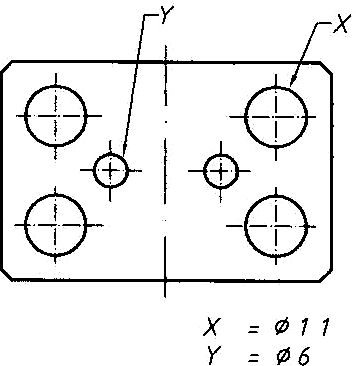 Y
X
X = Ø 1 1
Y = Ø 6